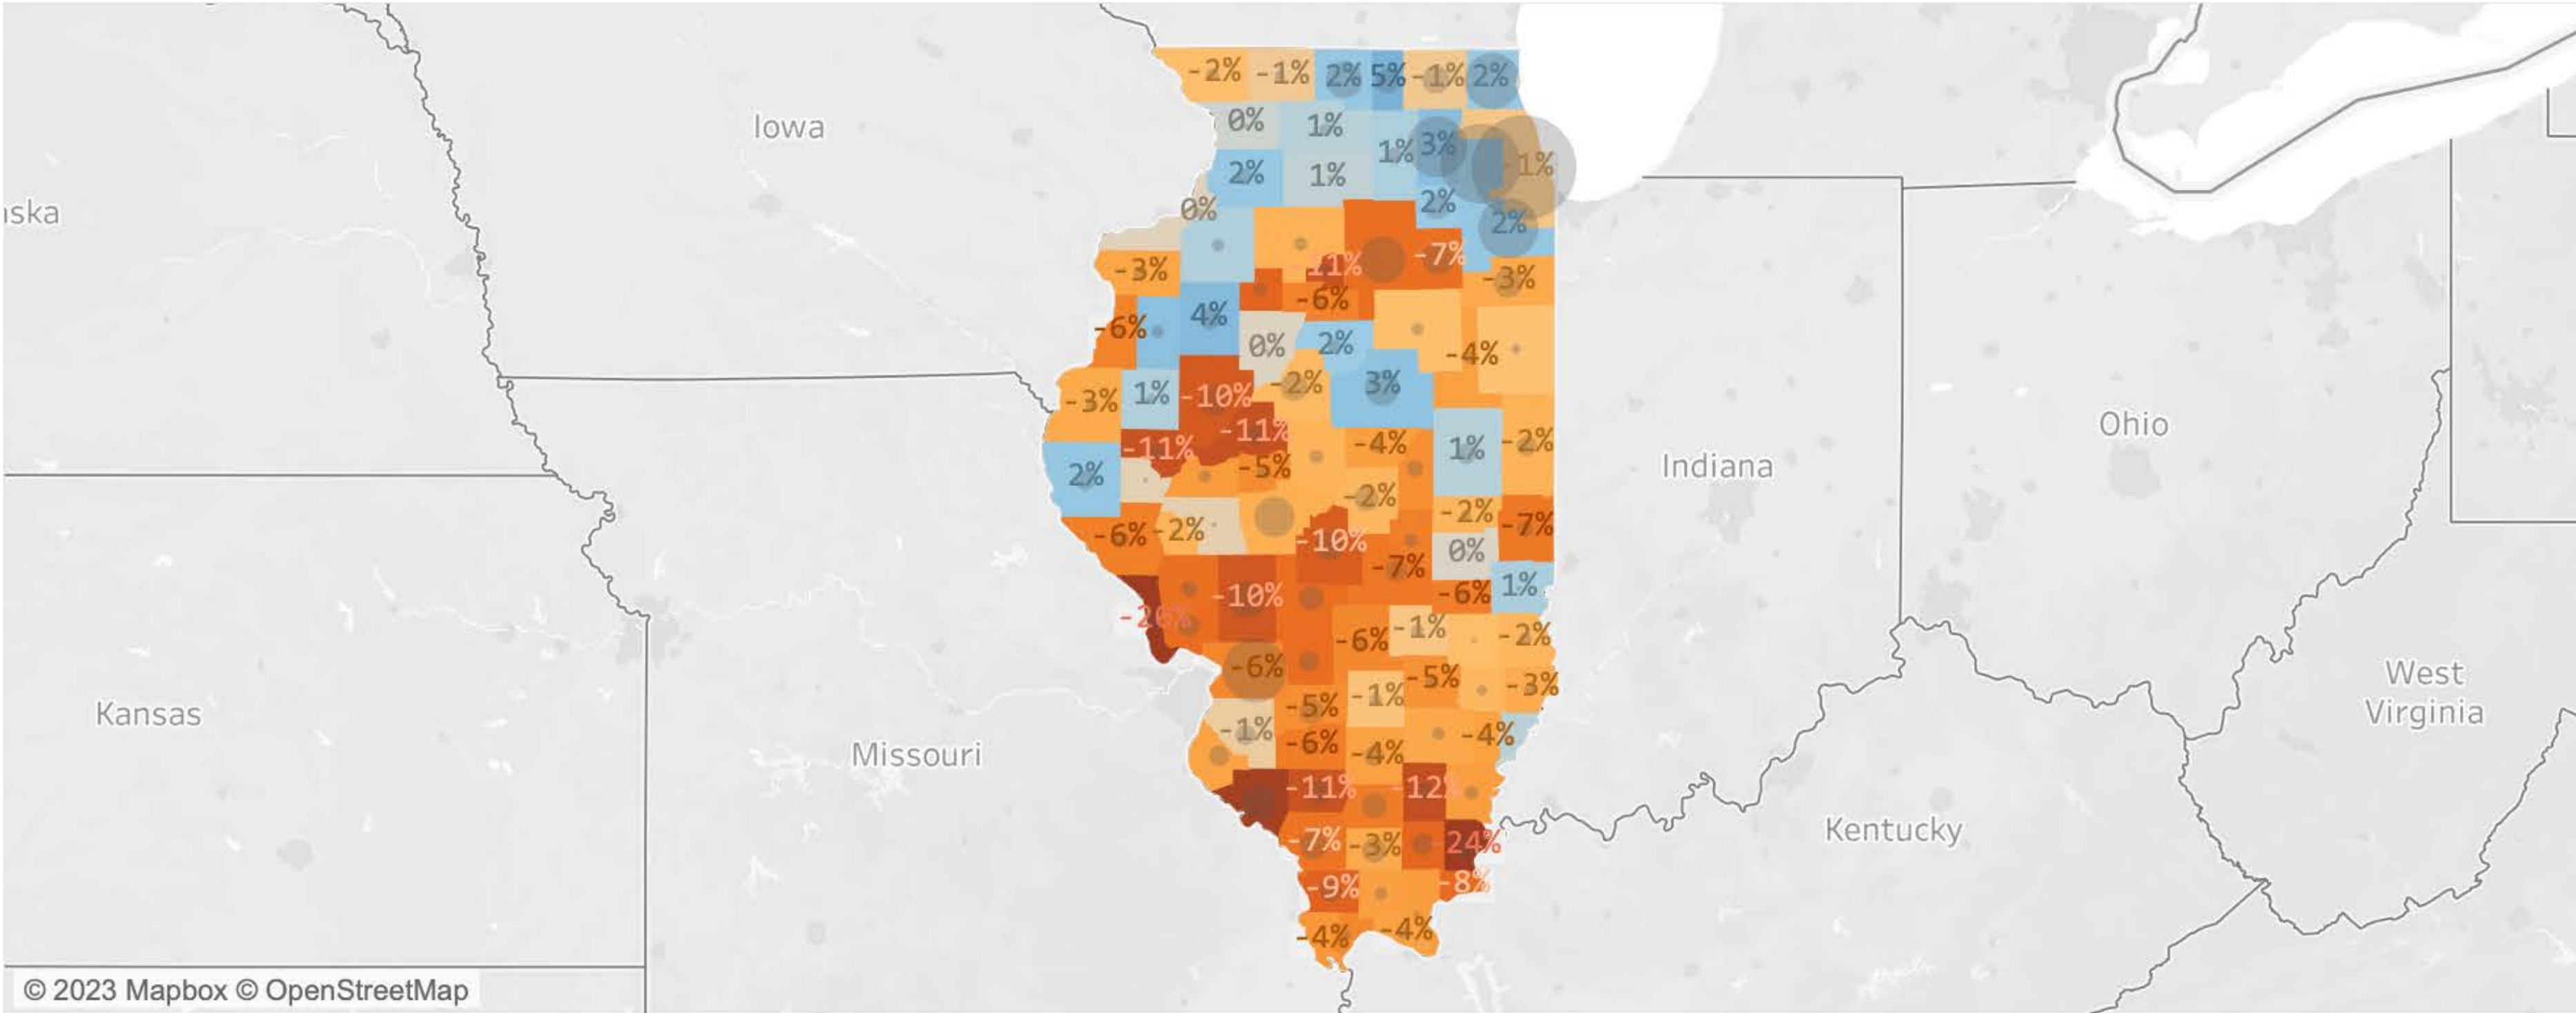 -2% -1% 2% 5% -1% 2%
0% 1%
Iowa
1% 3%
-1%
2% 1%
2%
aska 0%
2%
-7%
-3% 11%
-3%
-6%
4%
-6%
0% 2%
-4%
-2% 3%
-3% 1% -10%
Ohio
-11%
-4% -2%
-11% 1%
-5% Indiana
2%
-2%
-2%
-6% -2% -7%
-10%
0%
-7%
-10% -6% 1%
-6% -1% -2%
-6%
-5%
West
Virginia
-1% -3%
-5%
Kansas
-1%
-6% -4%
Missouri -4%
-11% -12%
Kentucky
-7% -3% -24%
-9% -8%
-4% -4%
© 2023 Mapbox © OpenStreetMap